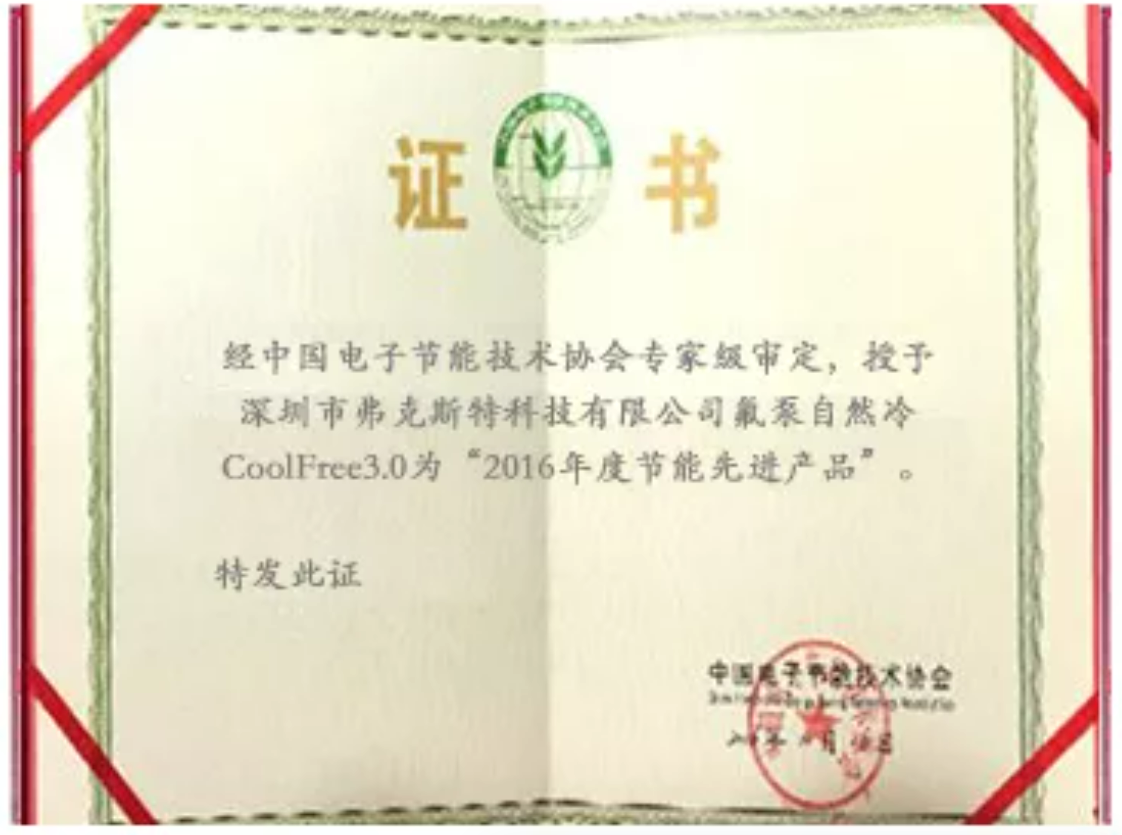 证书
经中国电子节能技术协会专家级审定，授予
深圳市弗克斯特科技有限公司氟泵自然冷
CoolFree3.0为“2016年度节能先进产品”。
特发此证
中国电子节能技术协会